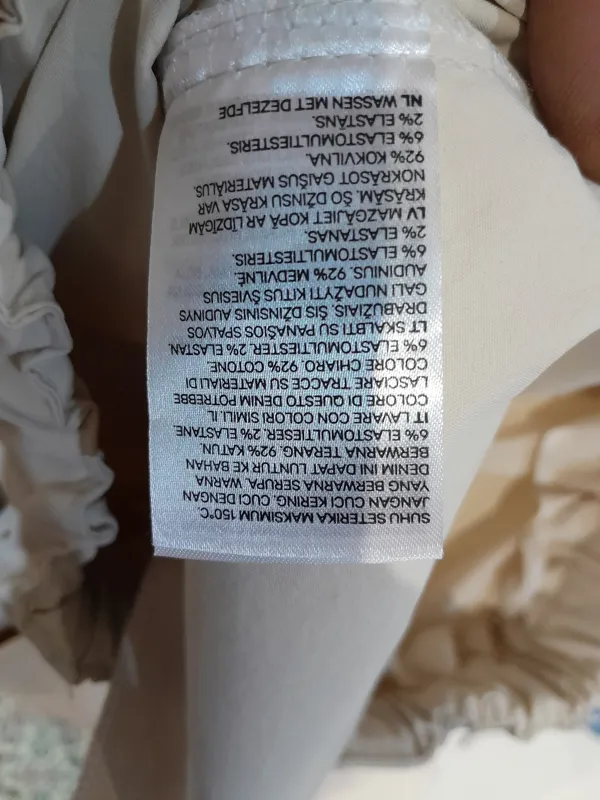 SUHU SETERIKA MAKSIMUM 150°C.
JANGAN CUCI KERING. CUCI DENGAN
YANG BERWARNA SERUPA. WARNA
DENIM INI DAPAT LUNTUR KE BAHAN
BERWARNA TERANG. 92% KATUN.
6% ELASTOMULTIESER. 2% ELASTANE.
IT LAVARE CON COLORI SIMILI. IL
COLORE DI QUESTO DENIM POTREBBE
LASCIARE TRACCE SU MATERIALI DI
COLORE CHIARO. 92% COTONE.
6% ELASTOMULTIESTER. 2% ELASTAN.
LT SKALBTI SU PANAŠIOS SPALVOS
DRABUŽIAIS. ŠIS DŽINSINIS AUDINYS
GALI NUDAŽYTI KITUS ŠVIESIUS
AUDINIUS. 92% MEDVILNĖ.
6% ELASTOMULTIESTERIS.
2% ELASTANAS.
LV MAZGĀJIET KOPĀ AR LĪDZĪGĀM
KRĀSĀM. ŠO DŽINSU KRĀSA VAR
NOKRĀSOT GAIŠUS MATERIĀLUS.
92% KOKVILNA.
6% ELASTOMULTIESTERIS.
2% ELASTĀNS.
NL WASSEN MET DEZELFDE